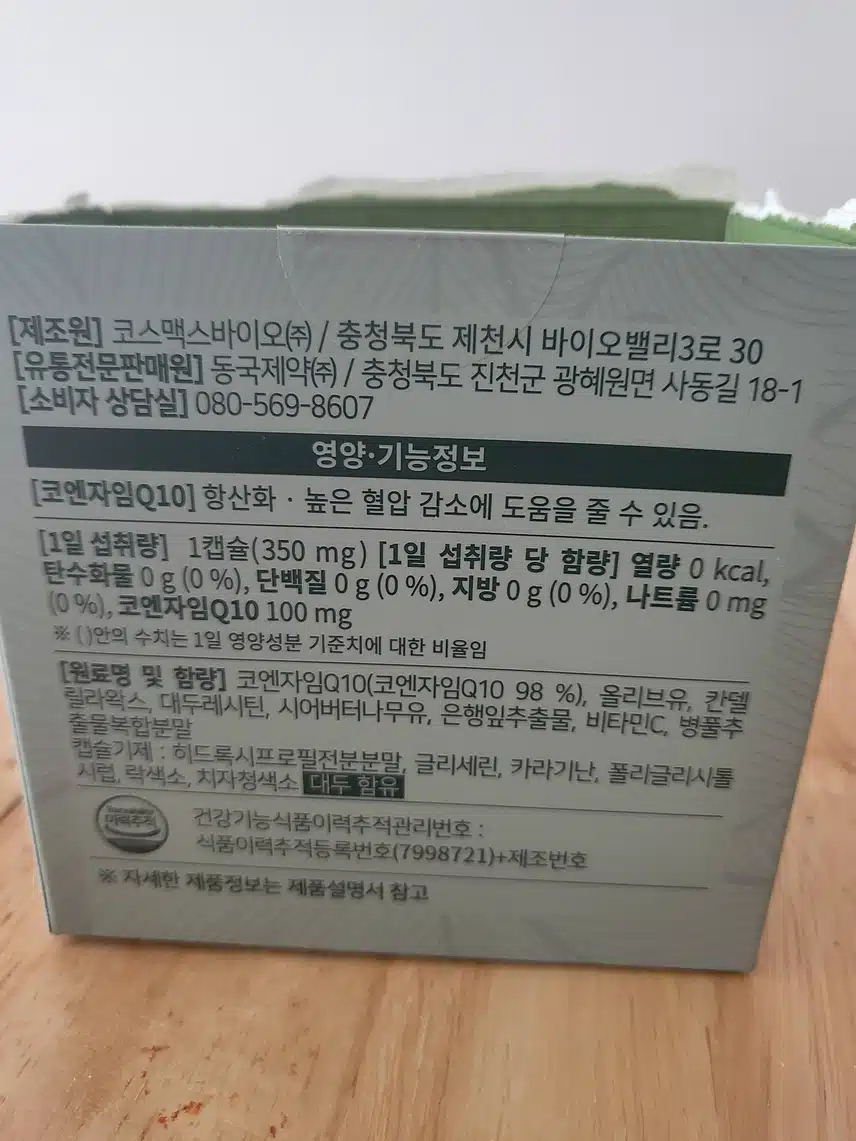 [제조원] 코스맥스바이오㈜ / 충청북도 제천시 바이오밸리3로 30
[유통전문판매원] 동국제약㈜ / 충청북도 진천군 광혜원면 사동길 18-1
[소비자 상담실] 080-569-8607
영양·기능정보
[코엔자임Q10] 항산화 · 높은 혈압 감소에 도움을 줄 수 있음.
[1일 섭취량] 1캡슐(350 mg) [1일 섭취량 당 함량] 열량 0 kcal,
탄수화물 0 g (0 %), 단백질 0 g (0 %), 지방 0 g (0 %), 나트륨 0 mg
(0 %), 코엔자임Q10 100 mg
※ ( )안의 수치는 1일 영양성분 기준치에 대한 비율임
[원료명 및 함량] 코엔자임Q10(코엔자임Q10 98 %), 올리브유, 칸델
릴라왁스, 대두레시틴, 시어버터나무유, 은행잎추출물, 비타민C, 병풀추
출물복합분말
캡슐기제 : 히드록시프로필전분분말, 글리세린, 카라기난, 폴리글리시톨
시럽, 락색소, 치자청색소 대두 함유
Traceability
이력추적
건강기능식품이력추적관리번호 :
식품이력추적등록번호(7998721)+제조번호
※ 자세한 제품정보는 제품설명서 참고